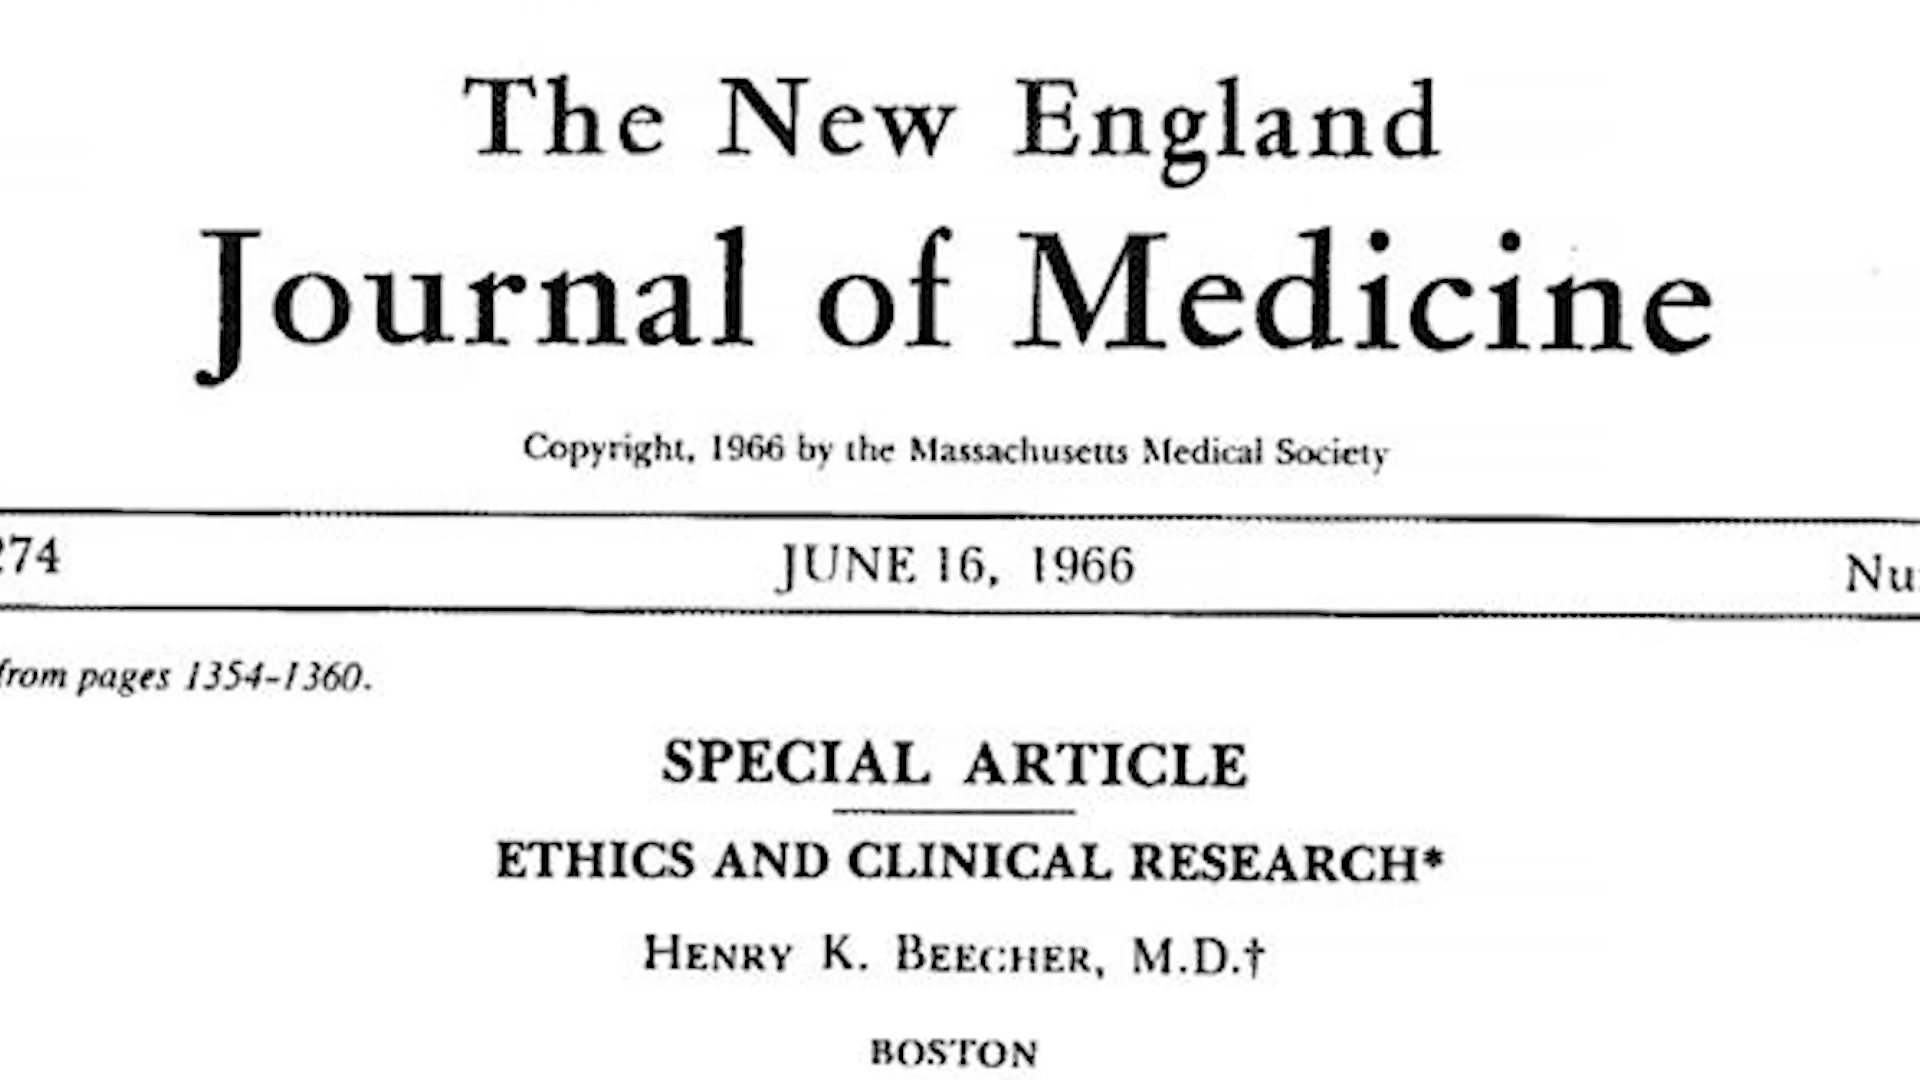 The New England
Journal of Medicine
Copyright, 1966 by the Massachusetts Medical Society
274 JUNE 16, 1966
from pages 1354-1360.
SPECIAL ARTICLE
ETHICS AND CLINICAL RESEARCH*
HENRY K. BEECHER, M.D.†
BOSTON